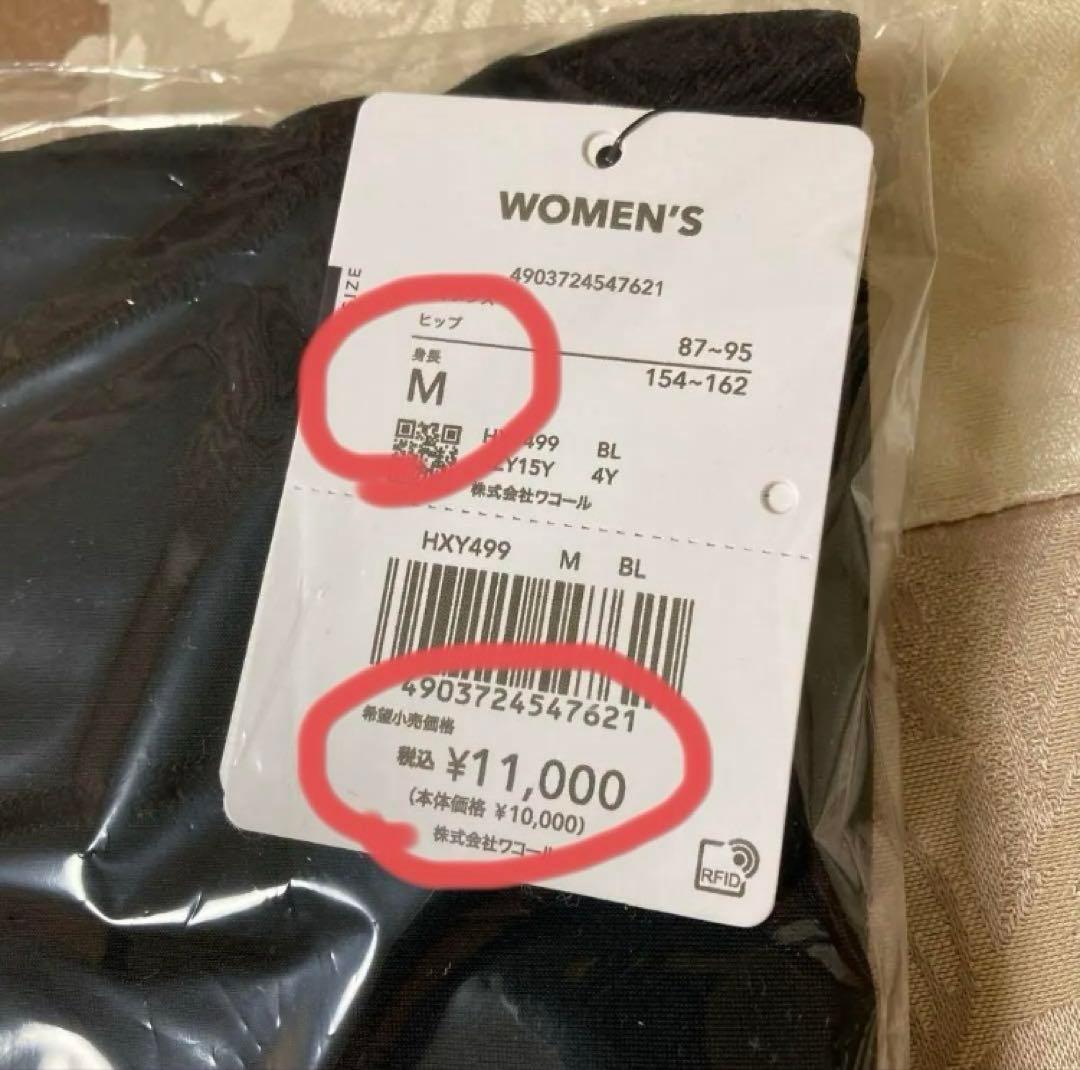 WOMEN'S
4903724547621
SIZE
ヒップ 87~95
身長 154~162
M
499 BL
Y15Y 4Y
株式会社ワコール
HXY499 M BL
4903724547621
希望小売価格
税込 ¥11,000
(本体価格 ¥10,000)
株式会社ワコール
RFID